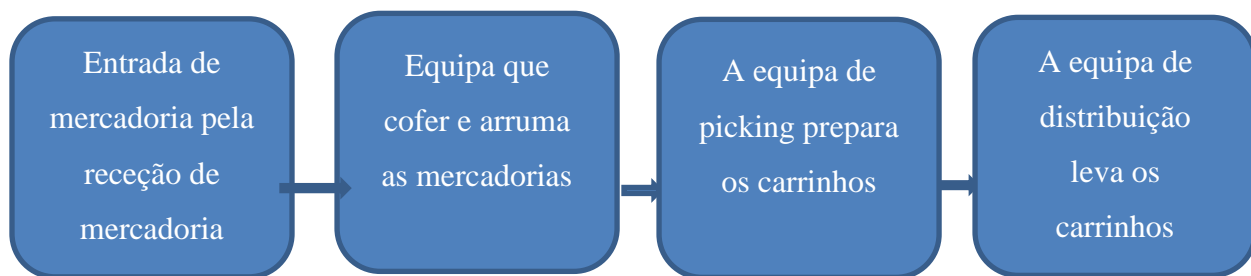 Entrada de
mercadoria pela
receção de
mercadoria
Equipa que
cofer e arruma
as mercadorias
A equipa de
picking prepara
os carrinhos
A equipa de
distribuição
leva os
carrinhos